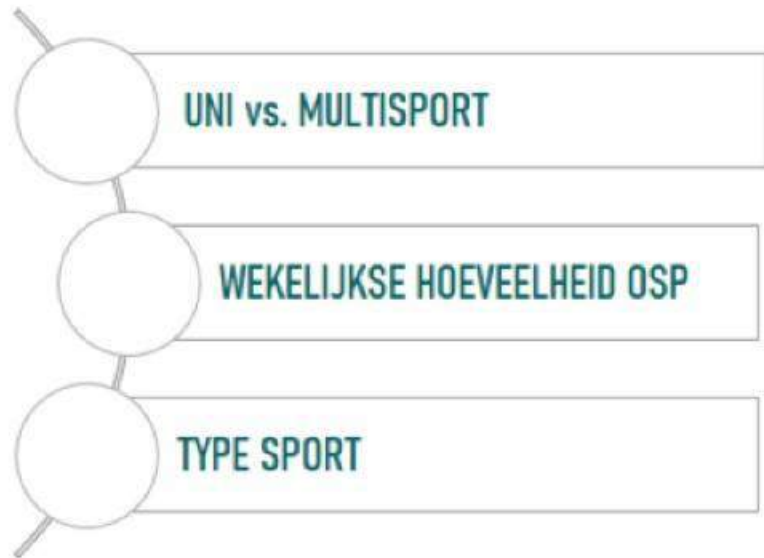 UNI vs. MULTISPORT
WEKELIJKSE HOEVEELHEID OSP
TYPE SPORT